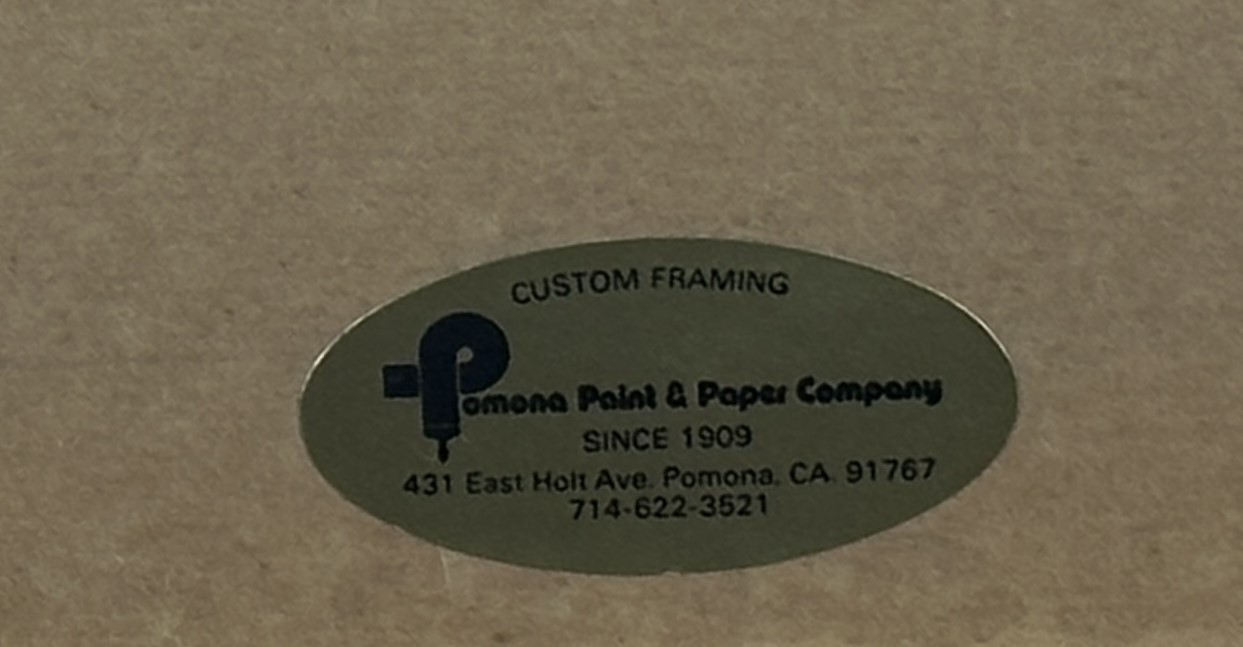 CUSTOM FRAMING
Pomona Paint & Paper Company
SINCE 1909
431 East Holt Ave. Pomona, CA. 91767
714-622-3521